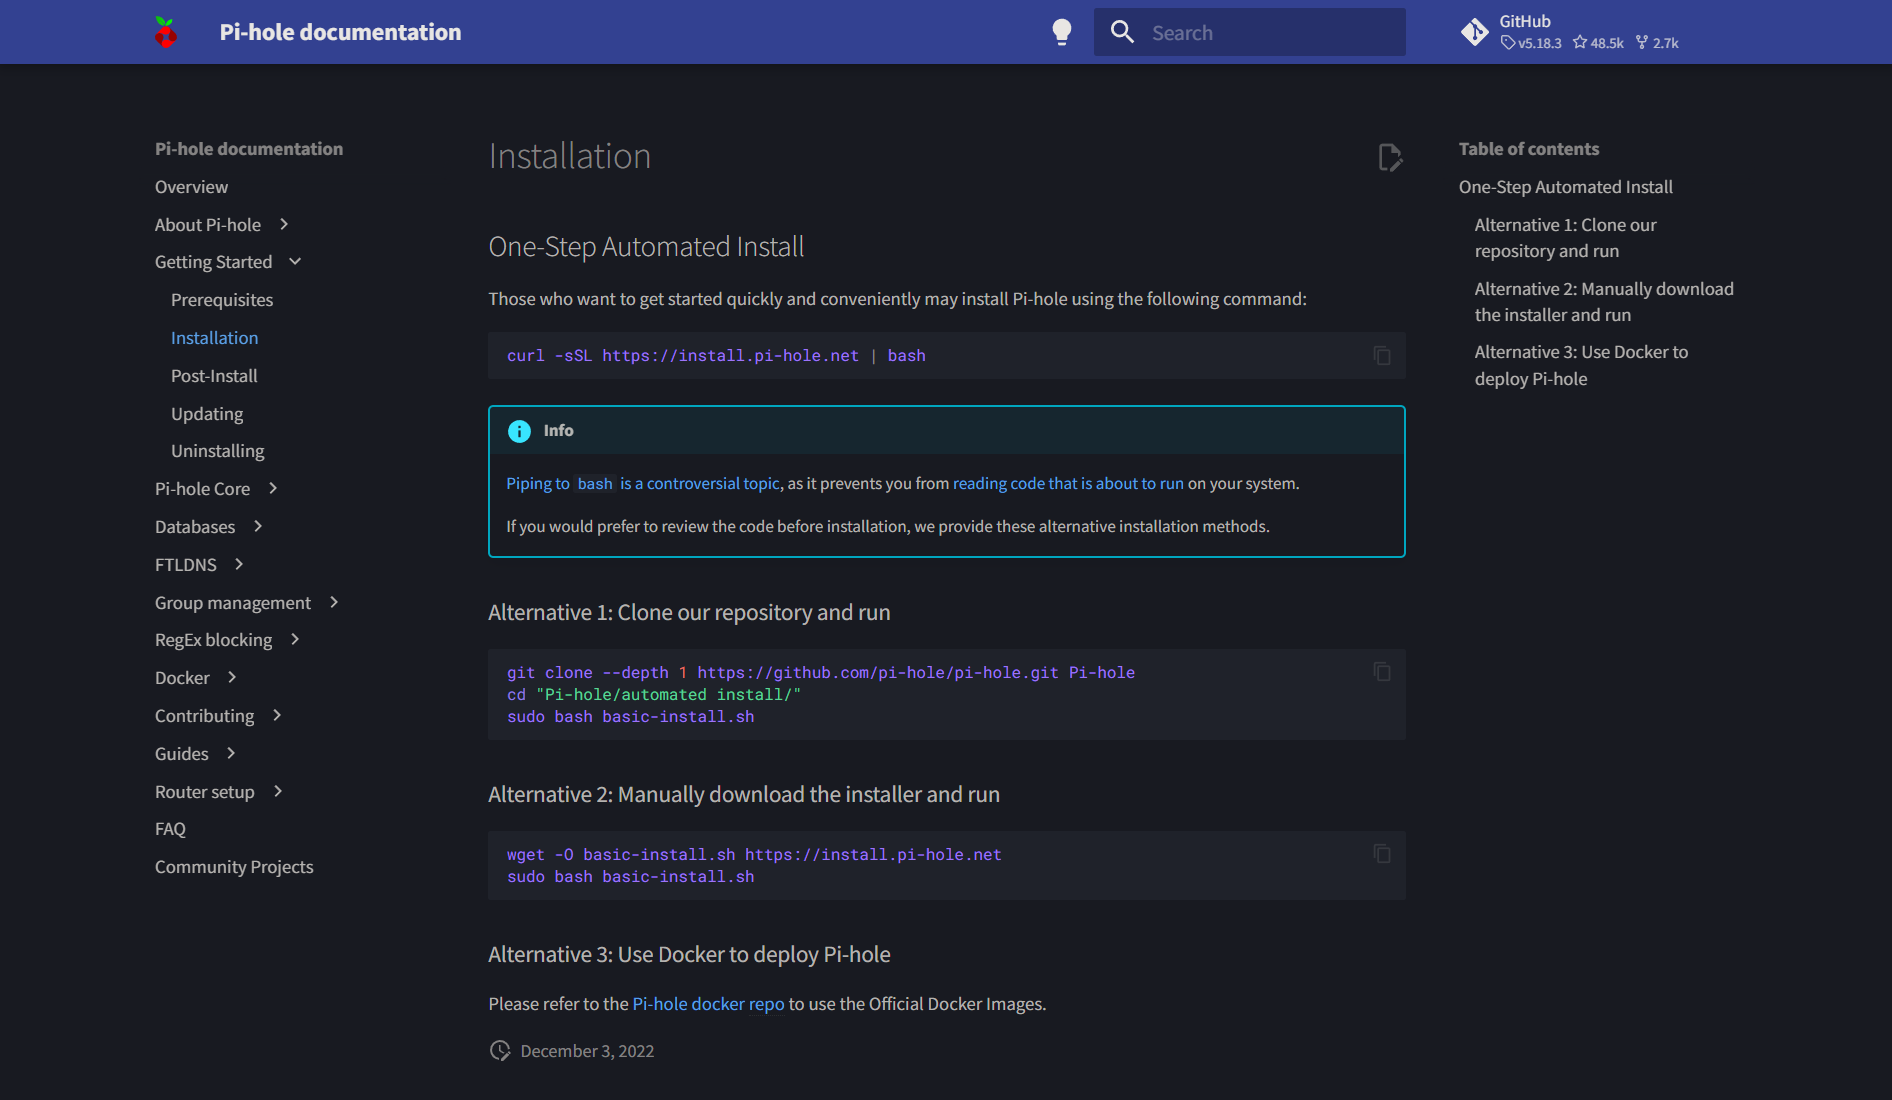 Pi-hole documentation
Search
GitHub
v5.18.3 48.5k 2.7k
Pi-hole documentation
Overview
About Pi-hole
Getting Started
Prerequisites
Installation
Post-Install
Updating
Uninstalling
Pi-hole Core
Databases
FTLDNS
Group management
RegEx blocking
Docker
Contributing
Guides
Router setup
FAQ
Community Projects
Installation
One-Step Automated Install
Those who want to get started quickly and conveniently may install Pi-hole using the following command:
curl -sSL https://install.pi-hole.net | bash
Info
Piping to bash is a controversial topic, as it prevents you from reading code that is about to run on your system.
If you would prefer to review the code before installation, we provide these alternative installation methods.
Alternative 1: Clone our repository and run
git clone --depth 1 https://github.com/pi-hole/pi-hole.git Pi-hole
cd "Pi-hole/automated install/"
sudo bash basic-install.sh
Alternative 2: Manually download the installer and run
wget -O basic-install.sh https://install.pi-hole.net
sudo bash basic-install.sh
Alternative 3: Use Docker to deploy Pi-hole
Please refer to the Pi-hole docker repo to use the Official Docker Images.
December 3, 2022
Table of contents
One-Step Automated Install
Alternative 1: Clone our
repository and run
Alternative 2: Manually download
the installer and run
Alternative 3: Use Docker to
deploy Pi-hole